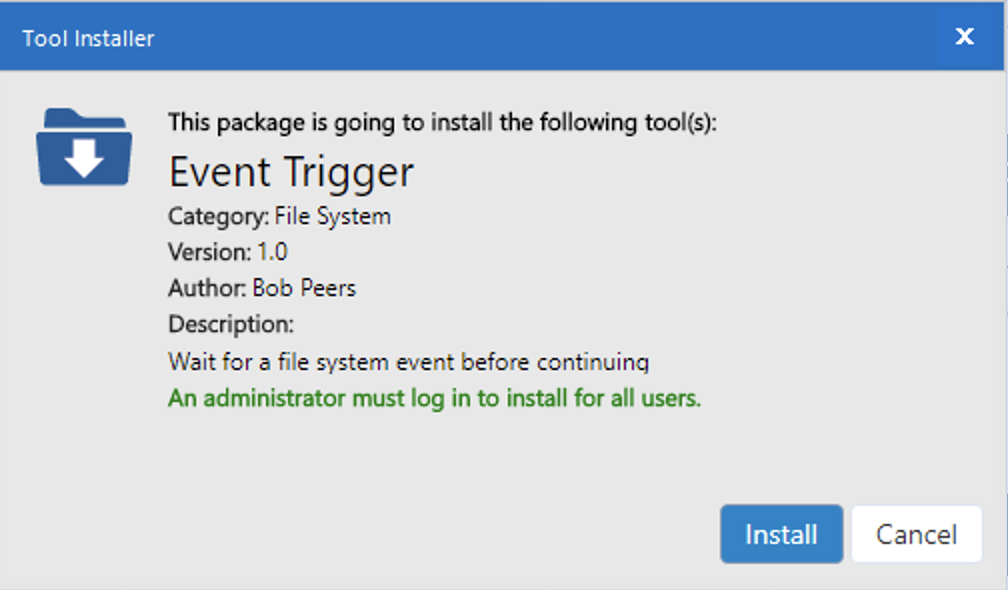 Tool Installer
X
This package is going to install the following tool(s):
Event Trigger
Category: File System
Version: 1.0
Author: Bob Peers
Description:
Wait for a file system event before continuing
An administrator must log in to install for all users.
Install Cancel